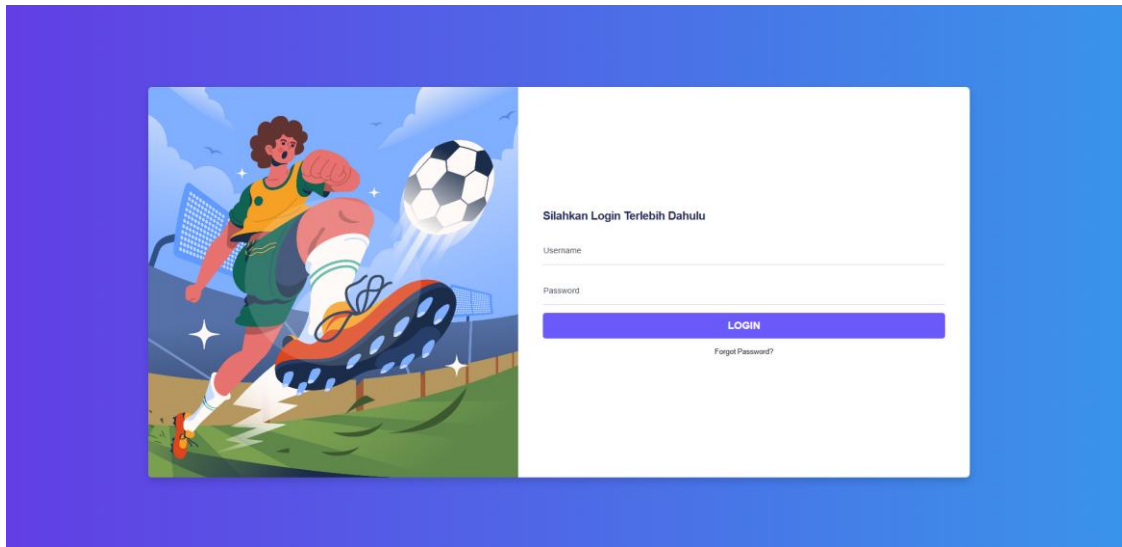 Silahkan Login Terlebih Dahulu
Username
Password
LOGIN
Forgot Password?